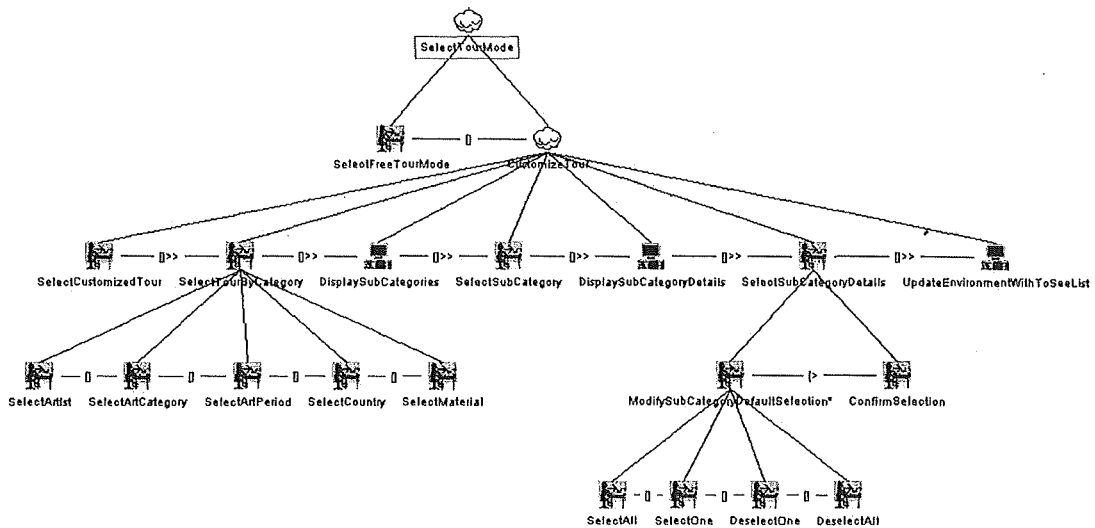 SelectTourMode
SelectFreeTourMode [] CustomizeTour
SelectCustomizedTour []>> SelectTourByCategory []>> DisplaySubCategories []>> SelectSubCategory []>> DisplaySubCategoryDetails []>> SelectSubCategoryDetails []>> UpdateEnvironmentWithToSeeList
SelectArtist [] SelectArtCategory [] SelectArtPeriod [] SelectCountry [] SelectMaterial
ModifySubCategoryDefaultSelection* [> ConfirmSelection
SelectAll [] SelectOne [] DeselectOne [] DeselectAll